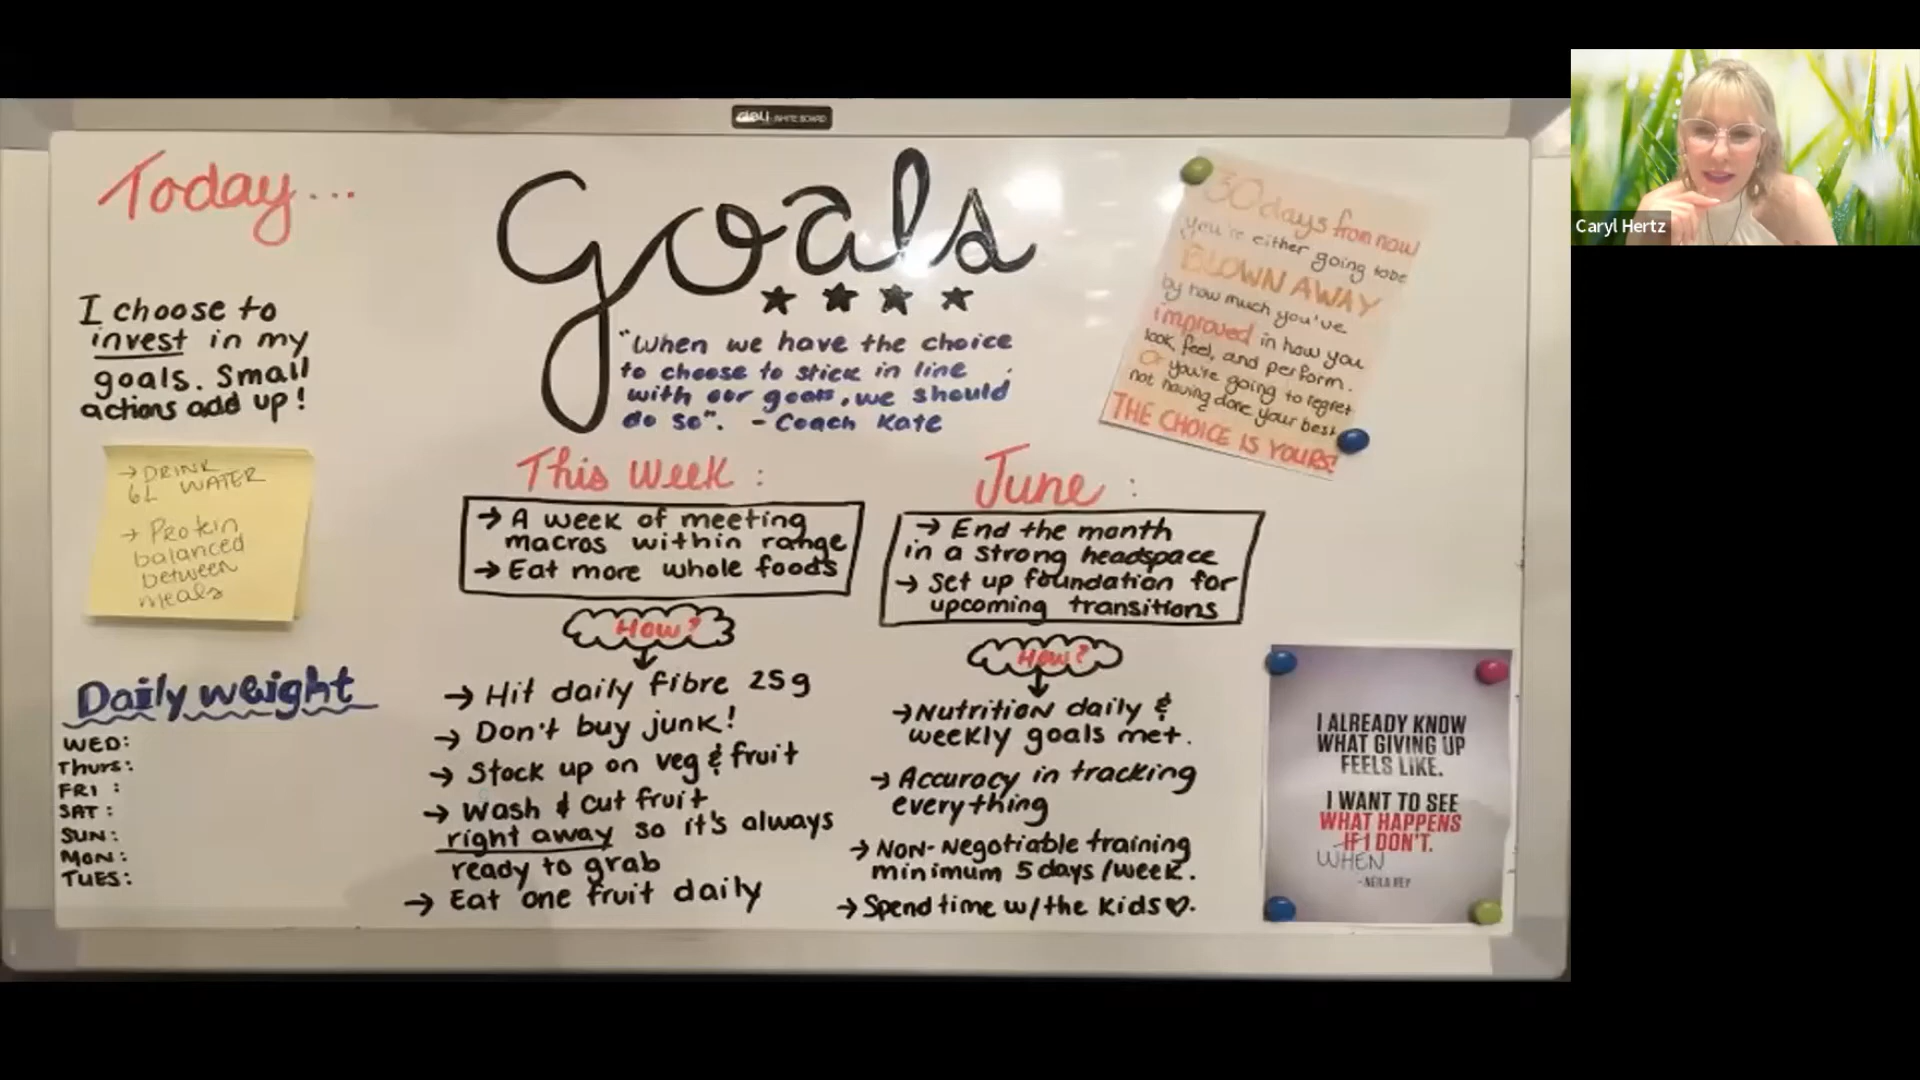 deli WHITE BOARD
Today...
I choose to
invest in my
goals. Small
actions add up!
→ DRINK
6L WATER
→ Protein
balanced
between
meals
Daily weight
WED:
Thurs:
FRI :
SAT :
SUN:
MON:
TUES:
Goals
"When we have the choice
to choose to stick in line
with our goals, we should
do so". - Coach Kate
This Week :
→ A week of meeting
macros within range
→ Eat more whole foods
How?
→ Hit daily fibre 25g
→ Don't buy junk!
→ Stock up on veg & fruit
→ Wash & cut fruit
right away so it's always
ready to grab
→ Eat one fruit daily
June :
→ End the month
in a strong headspace
→ Set up foundation for
upcoming transitions
How?
→ Nutrition daily &
weekly goals met.
→ Accuracy in tracking
everything
→ Non-Negotiable training
minimum 5 days/week.
→ Spend time w/the kids♡.
30 days from now
you're either going to be
BLOWN AWAY
by how much you've
improved in how you
look, feel, and perform.
Or you're going to regret
not having done your best
THE CHOICE IS YOURS!
I ALREADY KNOW
WHAT GIVING UP
FEELS LIKE.
I WANT TO SEE
WHAT HAPPENS
IF I DON'T.
WHEN
-NEILA REY
Caryl Hertz